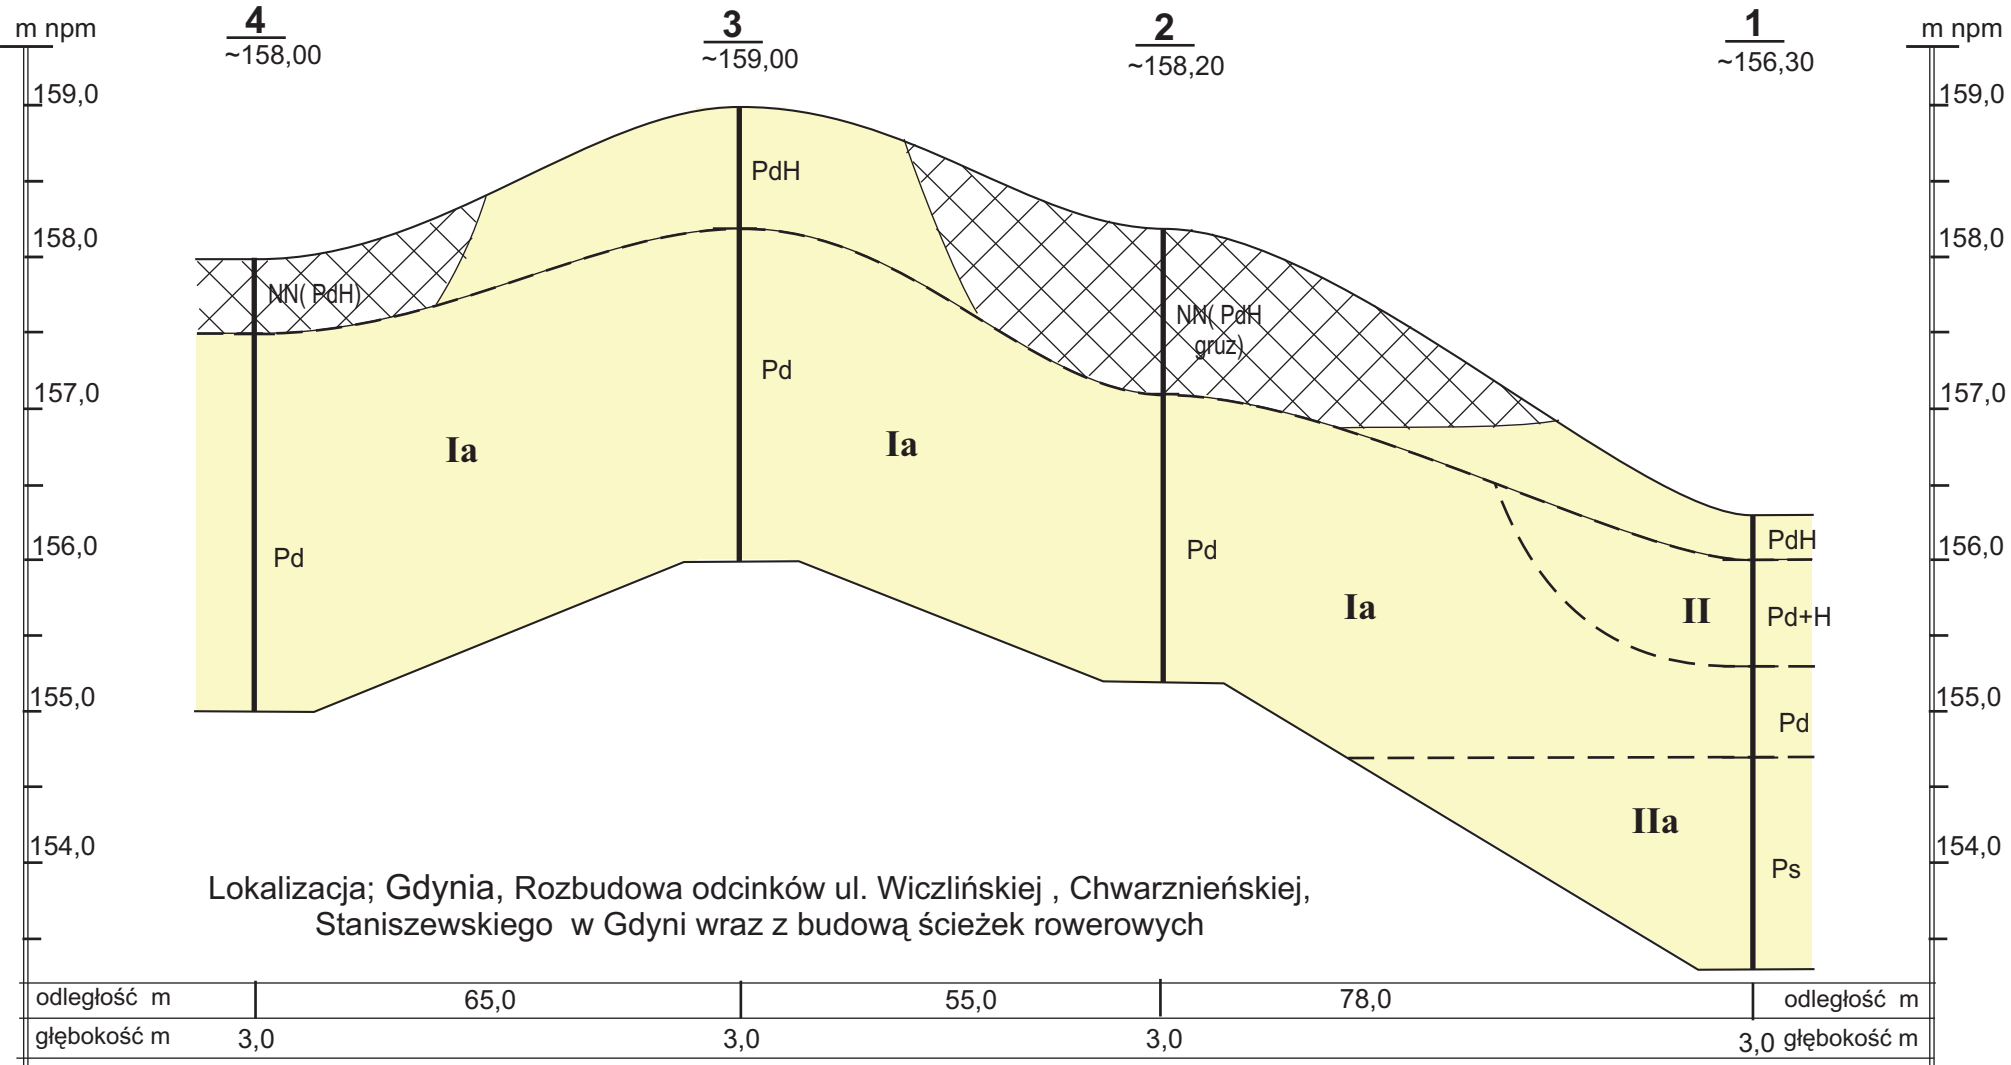 m npm 4 3 2 1 m npm
~158,00 ~159,00 ~158,20 ~156,30
159,0 159,0
PdH
158,0 158,0
NN( PdH)
NN( PdH
gruz)
Pd
157,0 157,0
Ia Ia
156,0 Pd Pd PdH 156,0
Ia II Pd+H
155,0 Pd 155,0
IIa
154,0 Ps 154,0
Lokalizacja; Gdynia, Rozbudowa odcinków ul. Wiczlińskiej , Chwarznieńskiej,
Staniszewskiego w Gdyni wraz z budową ścieżek rowerowych
odległość m 65,0 55,0 78,0 odległość m
głębokość m 3,0 3,0 3,0 3,0 głębokość m